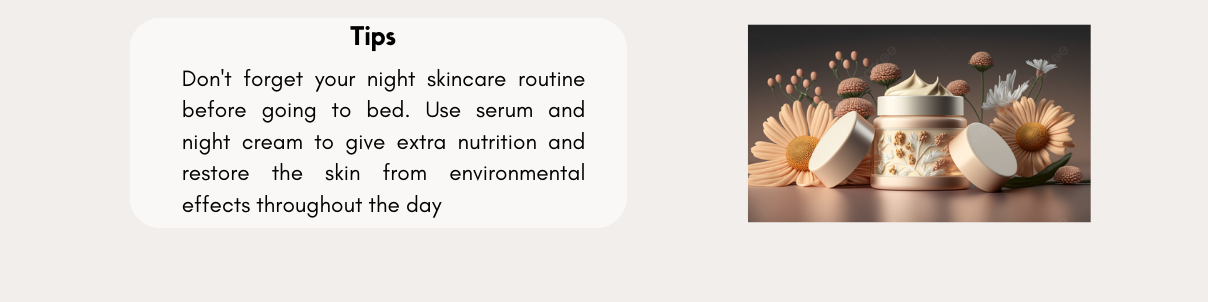 Tips
Don't forget your night skincare routine
before going to bed. Use serum and
night cream to give extra nutrition and
restore the skin from environmental
effects throughout the day